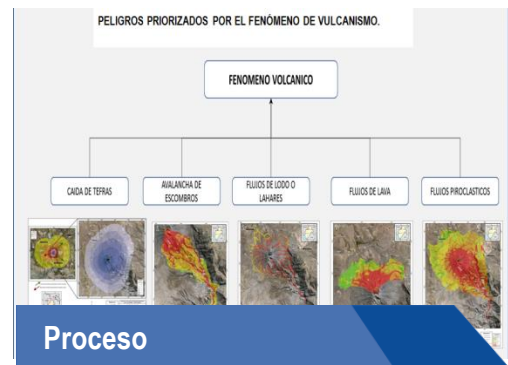 PELIGROS PRIORIZADOS POR EL FENÓMENO DE VULCANISMO.
FENOMENO VOLCANICO
CAIDA DE TEFRAS
AVALANCHA DE
ESCOMBROS
FLUJOS DE LODO O
LAHARES
FLUJOS DE LAVA
FLUJOS PIROCLASTICOS
Proceso